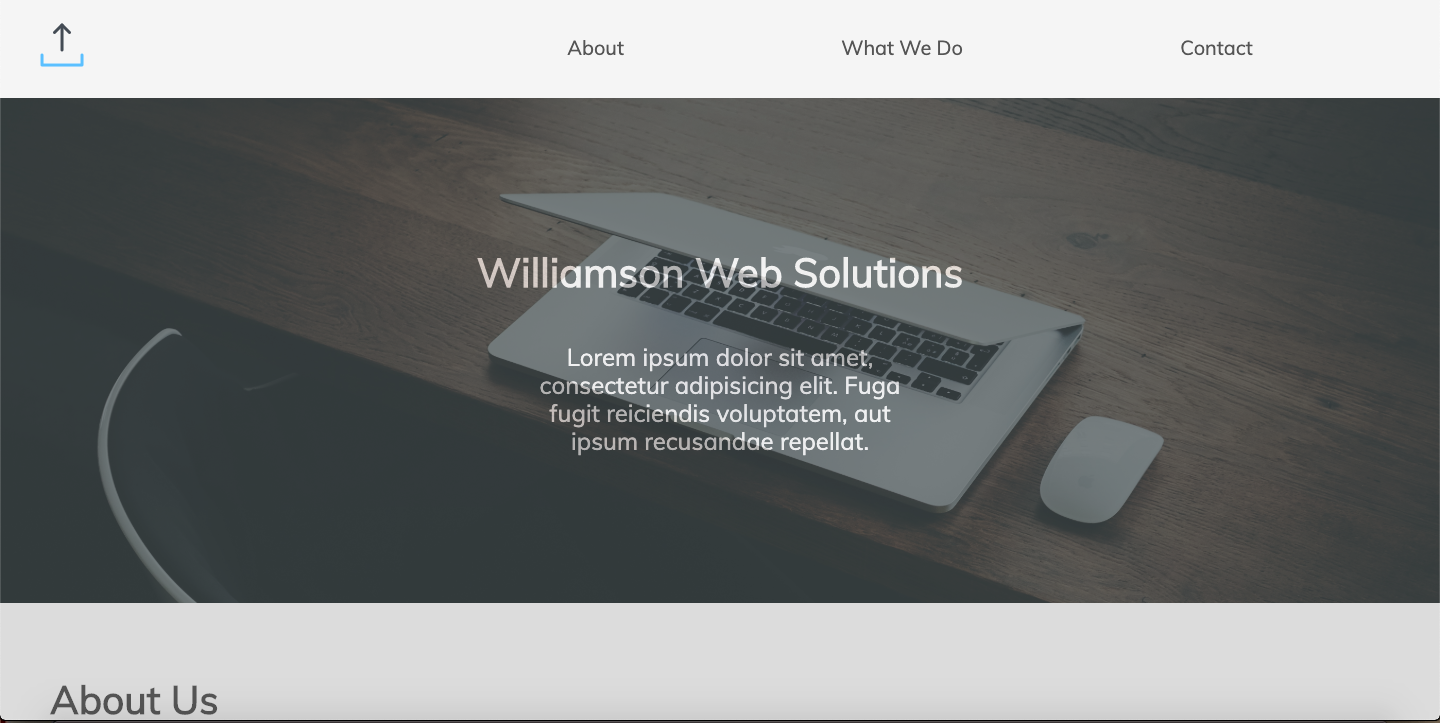 About
What We Do
Contact
Williamson Web Solutions
Lorem ipsum dolor sit amet,
consectetur adipisicing elit. Fuga
fugit reiciendis voluptatem, aut
ipsum recusandae repellat.
About Us